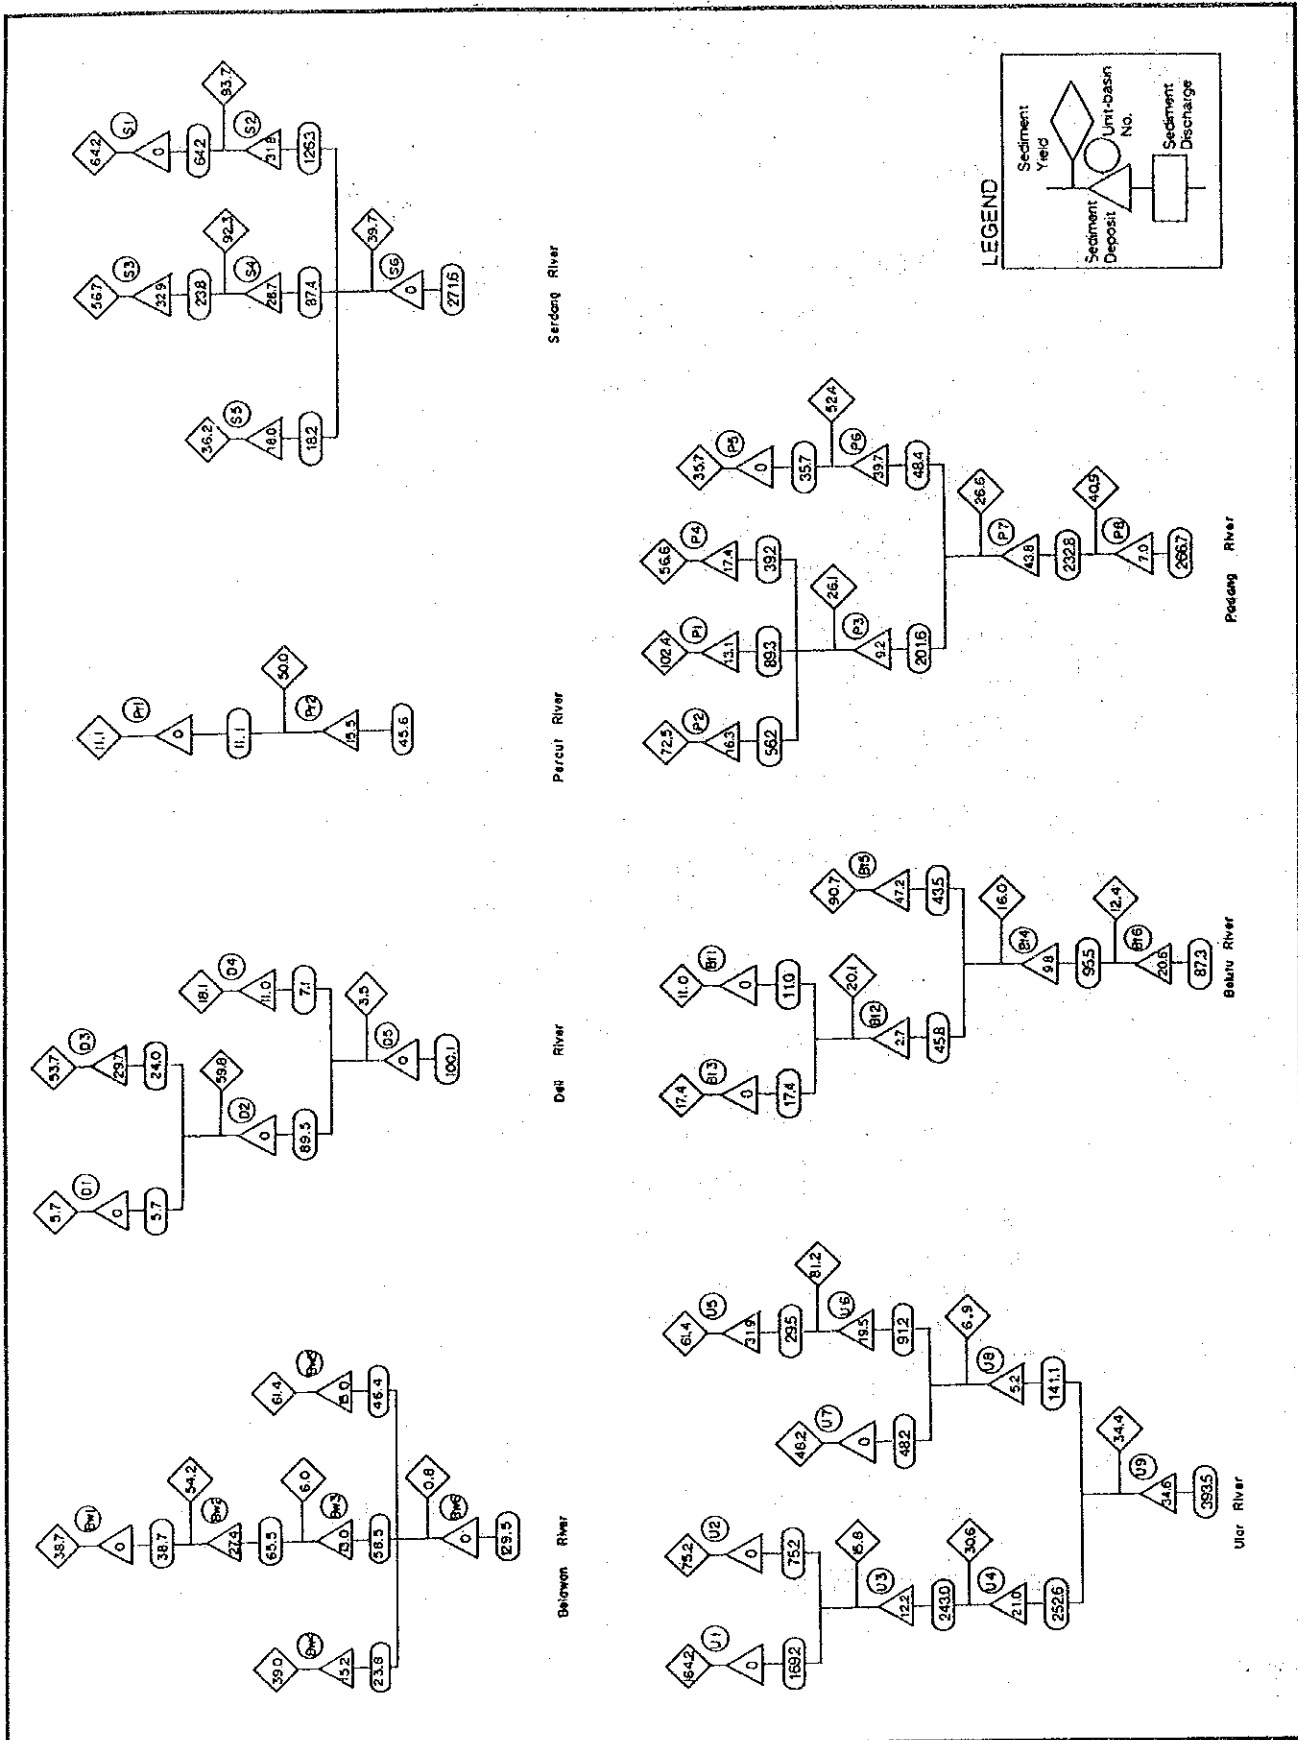 38.7
Bw1
0
38.7
54.2
Bw2
27.4
65.5
39.0
6.0
61.4
Bw4
Bw3
Bw5
15.2
13.0
15.0
23.8
58.5
46.4
0.8
Bw6
0
129.5
Belawan River
5.7
53.7
D1
D3
0
29.7
5.7
24.0
59.8
18.1
D2
D4
0
11.0
89.5
7.1
3.5
D5
0
100.1
Deli River
11.1
Pr1
0
11.1
50.0
Pr2
15.5
45.6
Percut River
56.7
64.2
S3
S1
32.9
0
23.8
64.2
36.2
92.3
93.7
S5
S4
S2
18.0
28.7
31.8
18.2
87.4
126.3
39.7
S6
0
271.6
Serdang River
164.2
75.2
61.4
U1
U2
U5
0
0
31.9
169.2
75.2
29.5
48.2
81.2
U7
U6
0
19.5
48.2
91.2
15.8
U3
12.2
243.0
6.9
U8
30.6
5.2
U4
141.1
21.0
252.6
34.4
U9
34.6
393.5
Ular River
17.4
11.0
Bt3
Bt1
0
0
17.4
11.0
20.1
90.7
Bt2
Bt5
2.7
47.2
45.8
43.5
16.0
Bt4
9.8
95.5
12.4
Bt6
20.6
87.3
Belutu River
72.5
102.4
56.6
35.7
P2
P1
P4
P5
16.3
13.1
17.4
0
56.2
89.3
39.2
35.7
26.1
52.4
P3
P6
9.2
39.7
201.6
48.4
26.6
P7
43.8
232.8
40.9
P8
7.0
266.7
Padang River
LEGEND
Sediment
Yield
Unit-basin
No.
Sediment
Deposit
Sediment
Discharge